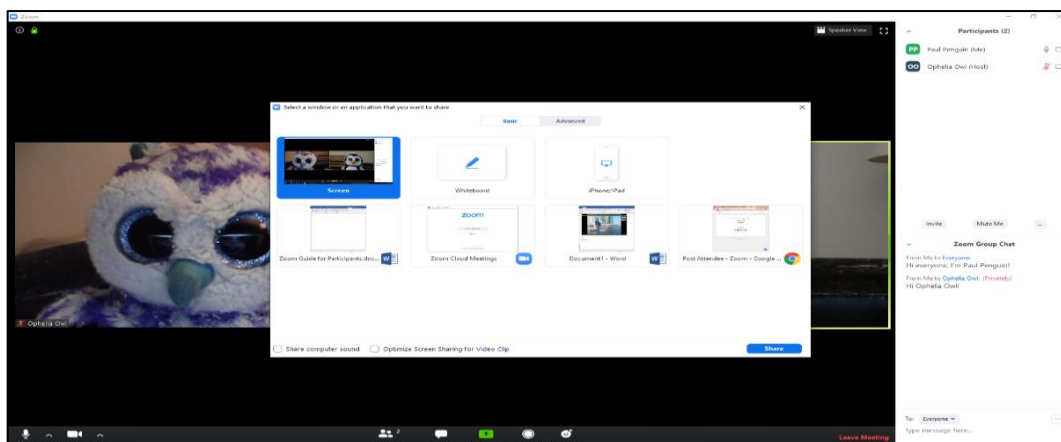 Zoom
Speaker View
Select a window or an application that you want to share
Basic
Advanced
Screen
Whiteboard
iPhone/iPad
zoom
Zoom Guide for Participants.doc...
Zoom Cloud Meetings
Document1 - Word
Post Attendee - Zoom - Google ...
Share computer sound
Optimize Screen Sharing for Video Clip
Share
Ophelia Owl
2
Leave Meeting
Participants (2)
PP Paul Penguin (Me)
OO Ophelia Owl (Host)
Invite
Mute Me
...
Zoom Group Chat
From Me to Everyone:
Hi everyone, I'm Paul Penguin!
From Me to Ophelia Owl: (Privately)
Hi Ophelia Owl!
To: Everyone
Type message here...